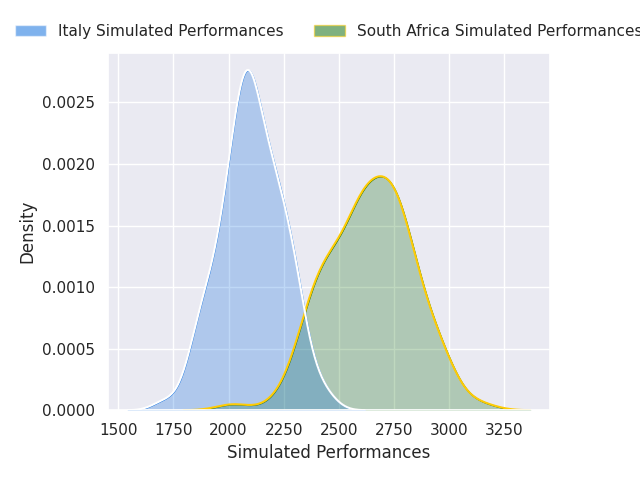 Italy Simulated Performances South Africa Simulated Performances
0.0025
0.0020
0.0015
0.0010
0.0005
0.0000
Density
1500 1750 2000 2250 2500 2750 3000 3250
Simulated Performances